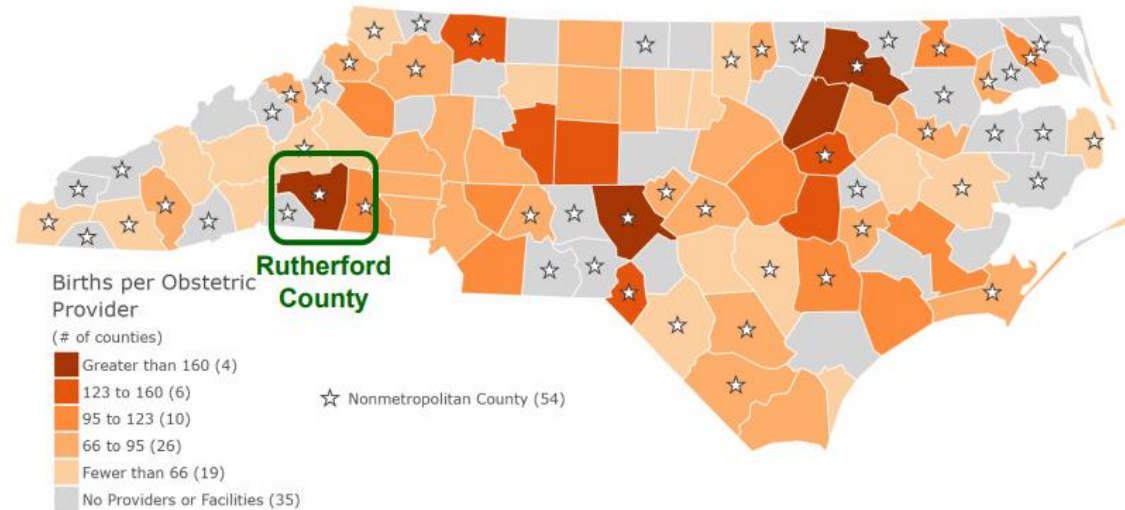 Rutherford
County
Births per Obstetric
Provider
(# of counties)
Greater than 160 (4)
123 to 160 (6)
95 to 123 (10)
66 to 95 (26)
Fewer than 66 (19)
No Providers or Facilities (35)
Nonmetropolitan County (54)